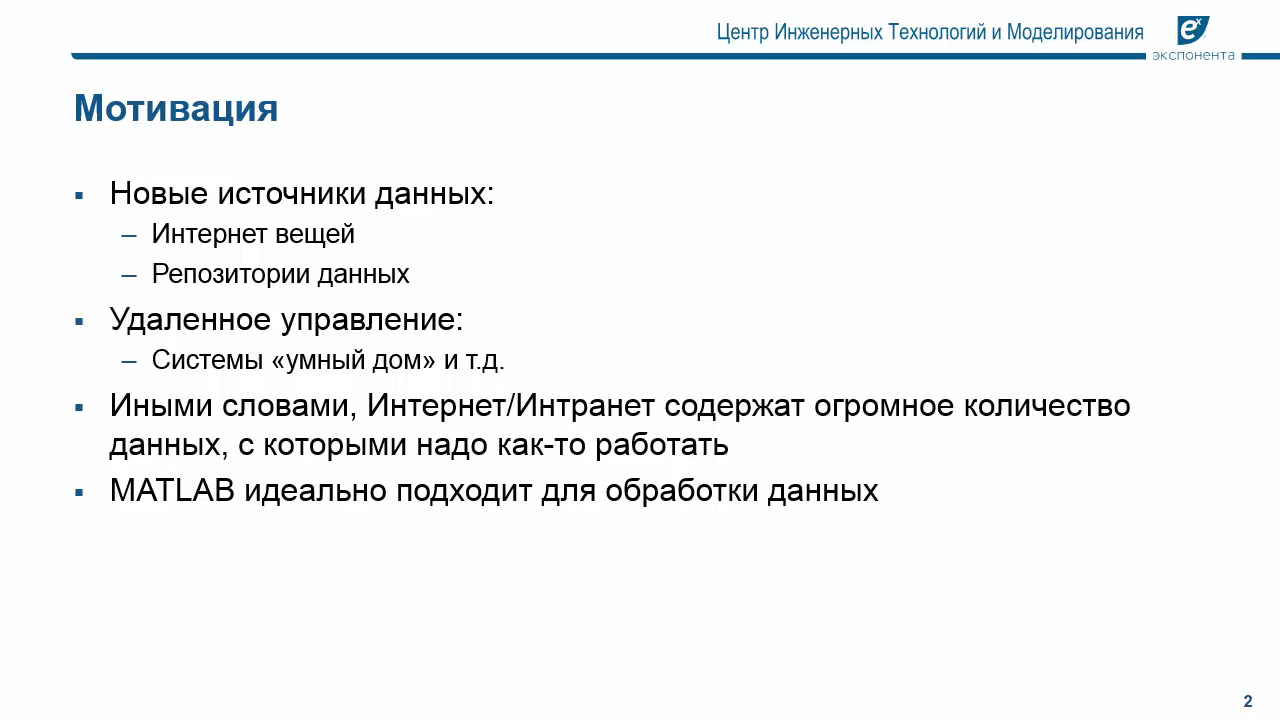 Центр Инженерных Технологий и Моделирования
eˣ
экспонента
Мотивация
▪ Новые источники данных:
– Интернет вещей
– Репозитории данных
▪ Удаленное управление:
– Системы «умный дом» и т.д.
▪ Иными словами, Интернет/Интранет содержат огромное количество
данных, с которыми надо как-то работать
▪ MATLAB идеально подходит для обработки данных
2